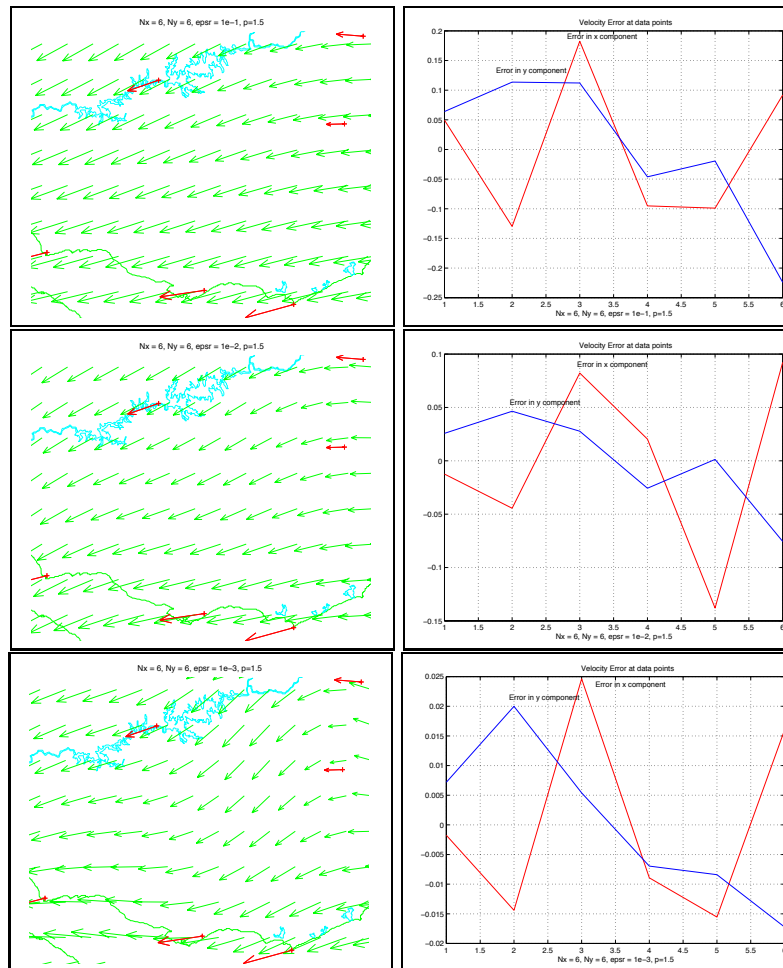 Nx = 6, Ny = 6, epsr = 1e−1, p=1.5
Velocity Error at data points
Error in x component
Error in y component
0.2
0.15
0.1
0.05
0
−0.05
−0.1
−0.15
−0.2
−0.25
1 1.5 2 2.5 3 3.5 4 4.5 5 5.5 6
Nx = 6, Ny = 6, epsr = 1e−1, p=1.5
Nx = 6, Ny = 6, epsr = 1e−2, p=1.5
Velocity Error at data points
Error in x component
Error in y component
0.1
0.05
0
−0.05
−0.1
−0.15
1 1.5 2 2.5 3 3.5 4 4.5 5 5.5 6
Nx = 6, Ny = 6, epsr = 1e−2, p=1.5
Nx = 6, Ny = 6, epsr = 1e−3, p=1.5
Velocity Error at data points
Error in x component
Error in y component
0.025
0.02
0.015
0.01
0.005
0
−0.005
−0.01
−0.015
−0.02
1 1.5 2 2.5 3 3.5 4 4.5 5 5.5 6
Nx = 6, Ny = 6, epsr = 1e−3, p=1.5